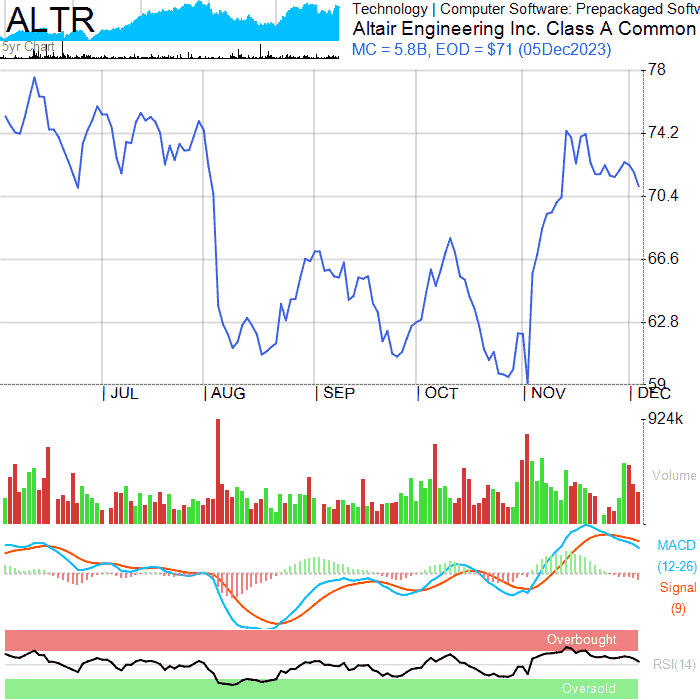 ALTR
5yr Chart
Technology | Computer Software: Prepackaged Softw
Altair Engineering Inc. Class A Common
MC = 5.8B, EOD = $71 (05Dec2023)
78
74.2
70.4
66.6
62.8
59
| JUL | AUG | SEP | OCT | NOV | DEC
924k
Volume
MACD
(12-26)
Signal
(9)
Overbought
RSI(14)
Oversold